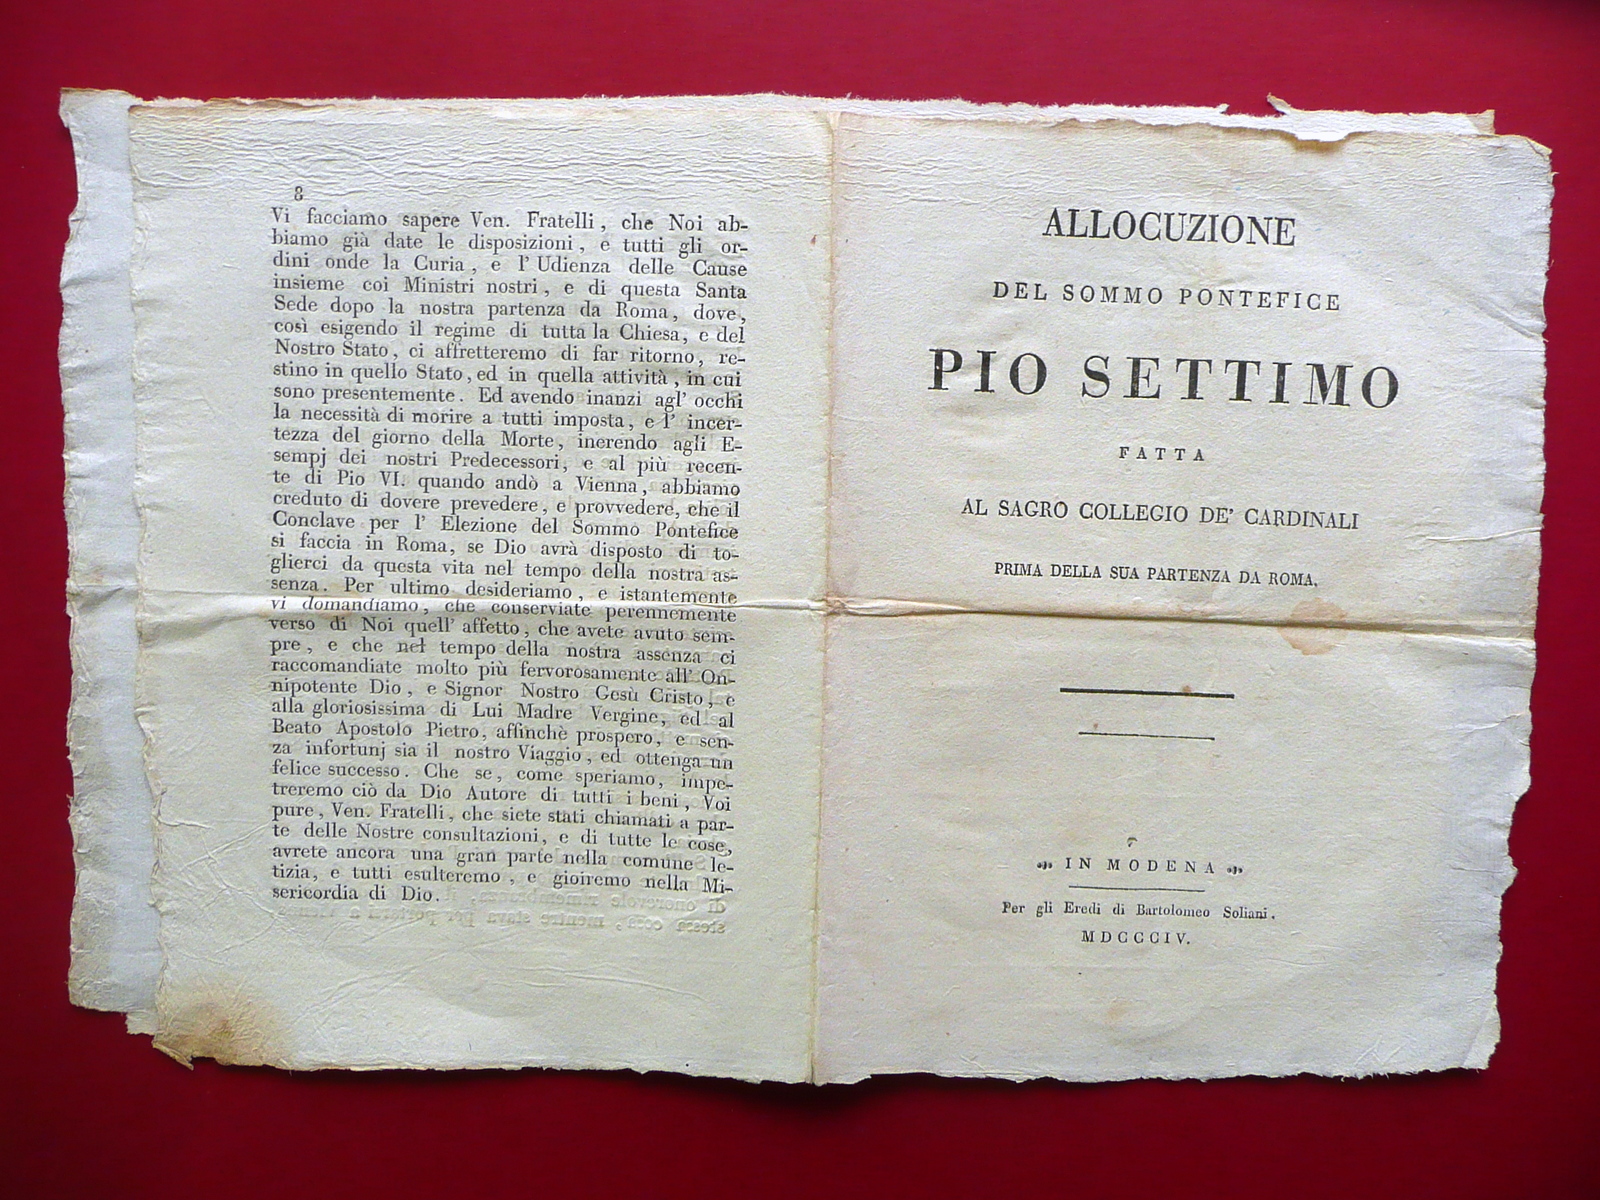 8
Vi facciamo sapere Ven. Fratelli, che Noi ab-
biamo già date le disposizioni, e tutti gli or-
dini onde la Curia, e l' Udienza delle Cause
insieme coi Ministri nostri, e di questa Santa
Sede dopo la nostra partenza da Roma, dove,
così esigendo il regime di tutta la Chiesa, e del
Nostro Stato, ci affretteremo di far ritorno, re-
stino in quello Stato, ed in quella attività, in cui
sono presentemente. Ed avendo inanzi agl' occhi
la necessità di morire a tutti imposta, e l' incer-
tezza del giorno della Morte, inerendo agli E-
sempj dei nostri Predecessori, e al più recen-
te di Pio VI. quando andò a Vienna, abbiamo
creduto di dovere prevedere, e provvedere, che il
Conclave per l' Elezione del Sommo Pontefice
si faccia in Roma, se Dio avrà disposto di to-
glierci da questa vita nel tempo della nostra as-
senza. Per ultimo desideriamo, e istantemente
vi domandiamo, che conserviate perennemente
verso di Noi quell' affetto, che avete avuto sem-
pre, e che nel tempo della nostra assenza ci
raccomandiate molto più fervorosamente all' On-
nipotente Dio, e Signor Nostro Gesù Cristo, e
alla gloriosissima di Lui Madre Vergine, ed al
Beato Apostolo Pietro, affinchè prospero, e sen-
za infortunj sia il nostro Viaggio, ed ottenga un
felice successo. Che se, come speriamo, impe-
treremo ciò da Dio Autore di tutti i beni, Voi
pure, Ven. Fratelli, che siete stati chiamati a par-
te delle Nostre consultazioni, e di tutte le cose,
avrete ancora una gran parte nella comune le-
tizia, e tutti esulteremo, e gioiremo nella Mi-
sericordia di Dio.
ALLOCUZIONE
DEL SOMMO PONTEFICE
PIO SETTIMO
FATTA
AL SAGRO COLLEGIO DE' CARDINALI
PRIMA DELLA SUA PARTENZA DA ROMA.
IN MODENA
Per gli Eredi di Bartolomeo Soliani.
MDCCCIV.